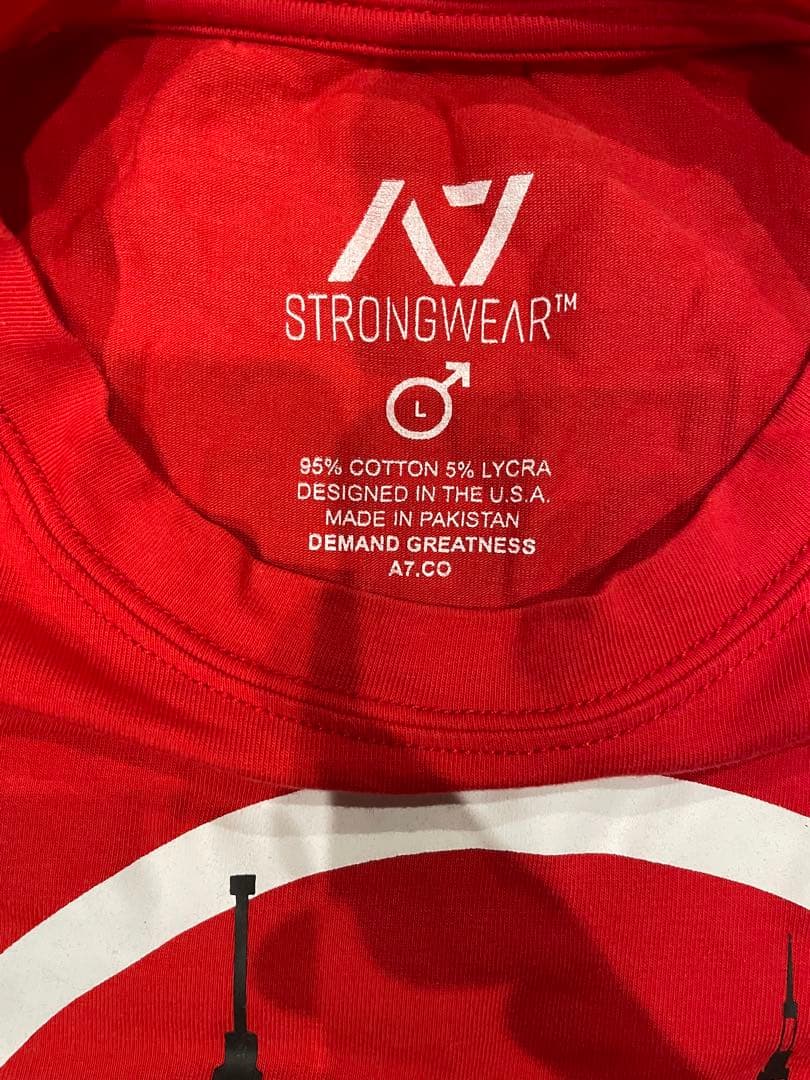 A7
STRONGWEAR™
L
95% COTTON 5% LYCRA
DESIGNED IN THE U.S.A.
MADE IN PAKISTAN
DEMAND GREATNESS
A7.CO